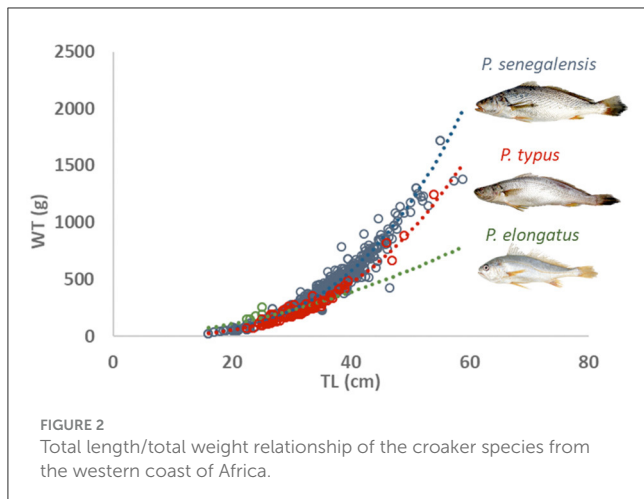 2500
2000
1500
1000
500
0
WT (g)
0 20 40 60 80
TL (cm)
P. senegalensis
P. typus
P. elongatus
FIGURE 2
Total length/total weight relationship of the croaker species from
the western coast of Africa.